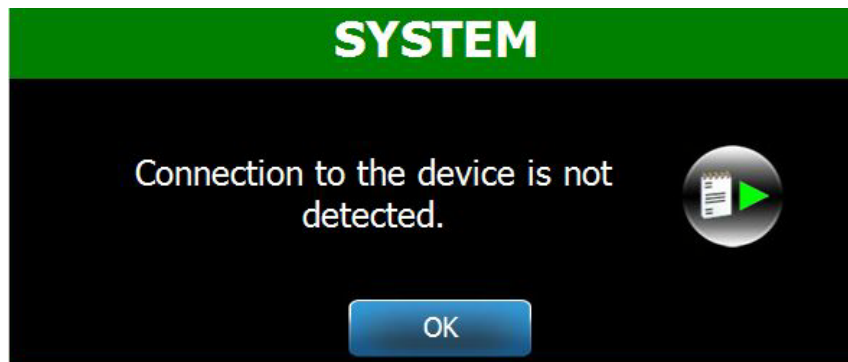 SYSTEM
Connection to the device is not
detected.
OK